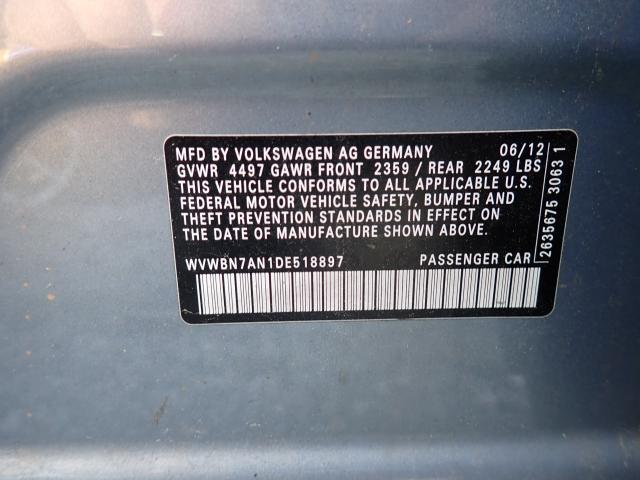 MFD BY VOLKSWAGEN AG GERMANY 06/12
GVWR 4497 GAWR FRONT 2359 / REAR 2249 LBS
THIS VEHICLE CONFORMS TO ALL APPLICABLE U.S.
FEDERAL MOTOR VEHICLE SAFETY, BUMPER AND
THEFT PREVENTION STANDARDS IN EFFECT ON
THE DATE OF MANUFACTURE SHOWN ABOVE.
WVWBN7AN1DE518897 PASSENGER CAR
2635675 3063 1